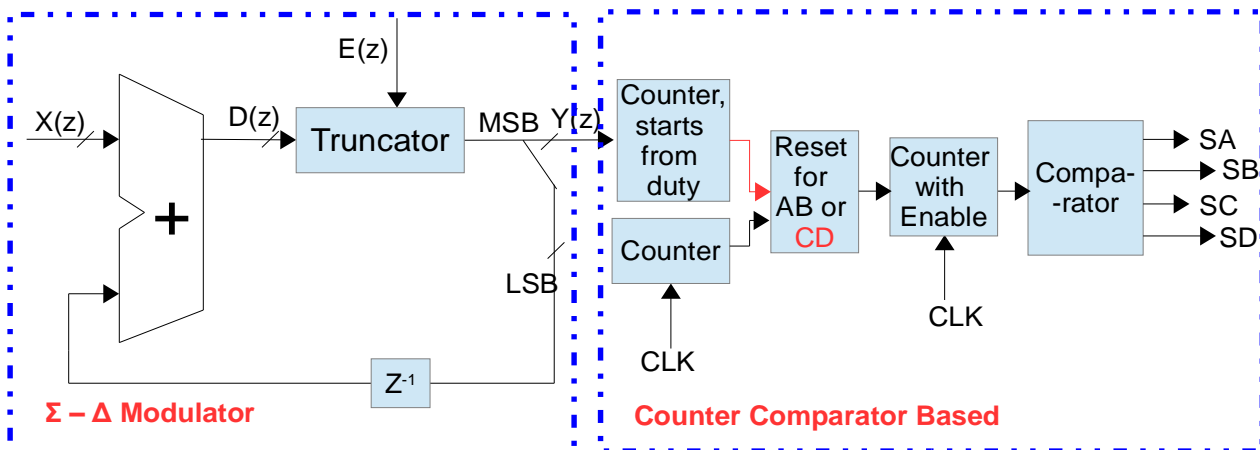 E(z)
X(z)
D(z)
Truncator
MSB
Y(z)
+
LSB
Z-1
Σ – Δ Modulator
Counter,
starts
from
duty
Counter
CLK
Reset
for
AB or
CD
Counter
with
Enable
CLK
Compa-
-rator
SA
SB
SC
SD
Counter Comparator Based